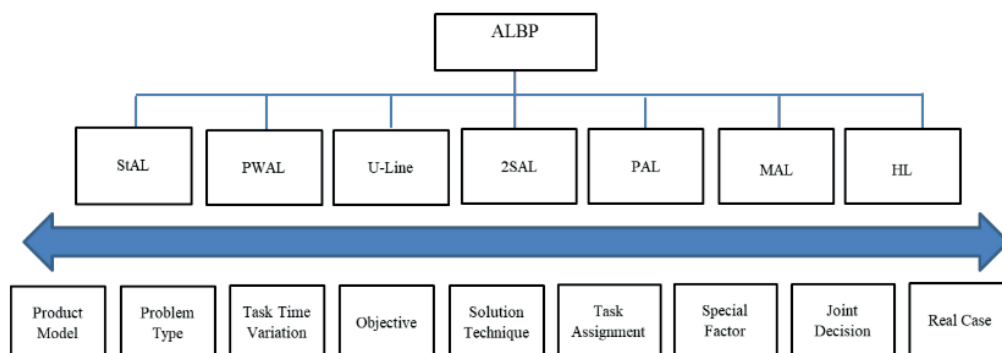 ALBP
StAL
PWAL
U-Line
2SAL
PAL
MAL
HL
Product
Model
Problem
Type
Task Time
Variation
Objective
Solution
Technique
Task
Assignment
Special
Factor
Joint
Decision
Real Case